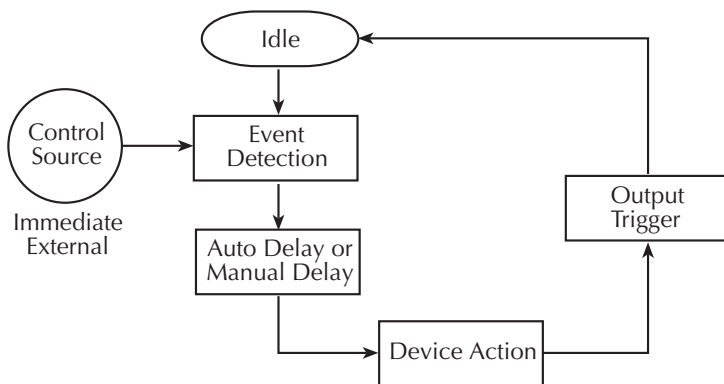 Idle
Control
Source
Immediate
External
Event
Detection
Auto Delay or
Manual Delay
Device Action
Output
Trigger